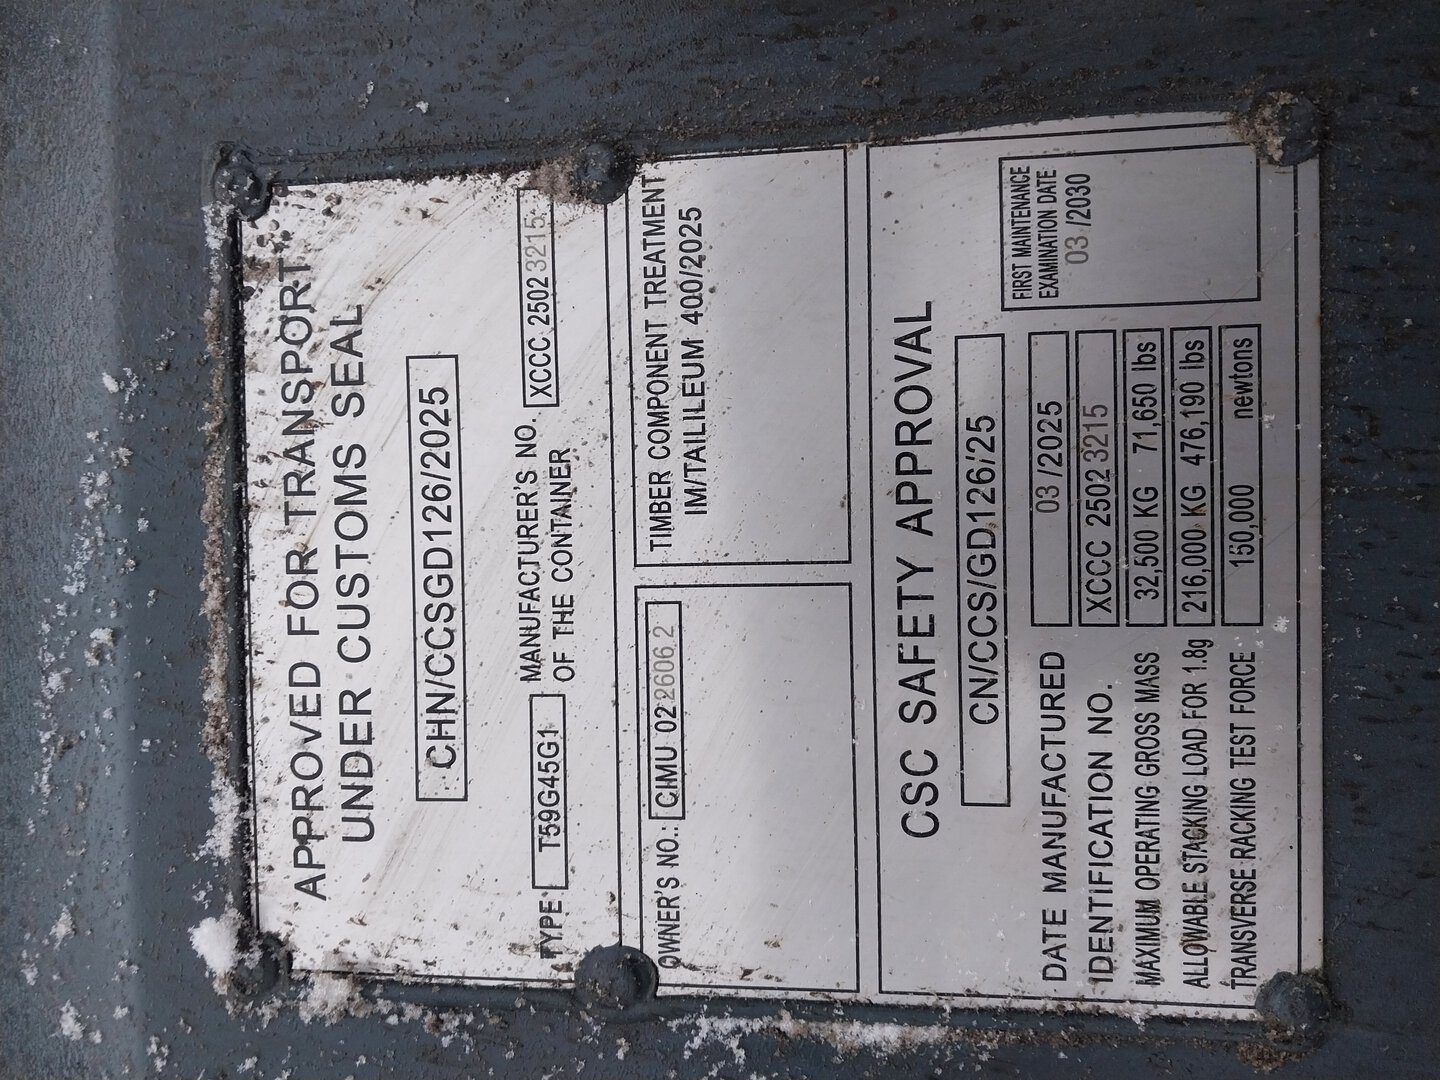 APPROVED FOR TRANSPORT
UNDER CUSTOMS SEAL
CHN/CCSGD126/2025
TYPE: T59G45G1 MANUFACTURER'S NO. XCCC 2502 3215
OF THE CONTAINER
OWNER'S NO.: CIMU 022606 2
TIMBER COMPONENT TREATMENT
IM/TAILILEUM 400/2025
CSC SAFETY APPROVAL
CN/CCS/GD126/25
FIRST MAINTENANCE
EXAMINATION DATE
03 /2030
DATE MANUFACTURED 03 /2025
IDENTIFICATION NO. XCCC 2502 3215
MAXIMUM OPERATING GROSS MASS 32,500 KG 71,650 lbs
ALLOWABLE STACKING LOAD FOR 1.8g 216,000 KG 476,190 lbs
TRANSVERSE RACKING TEST FORCE 150,000 newtons